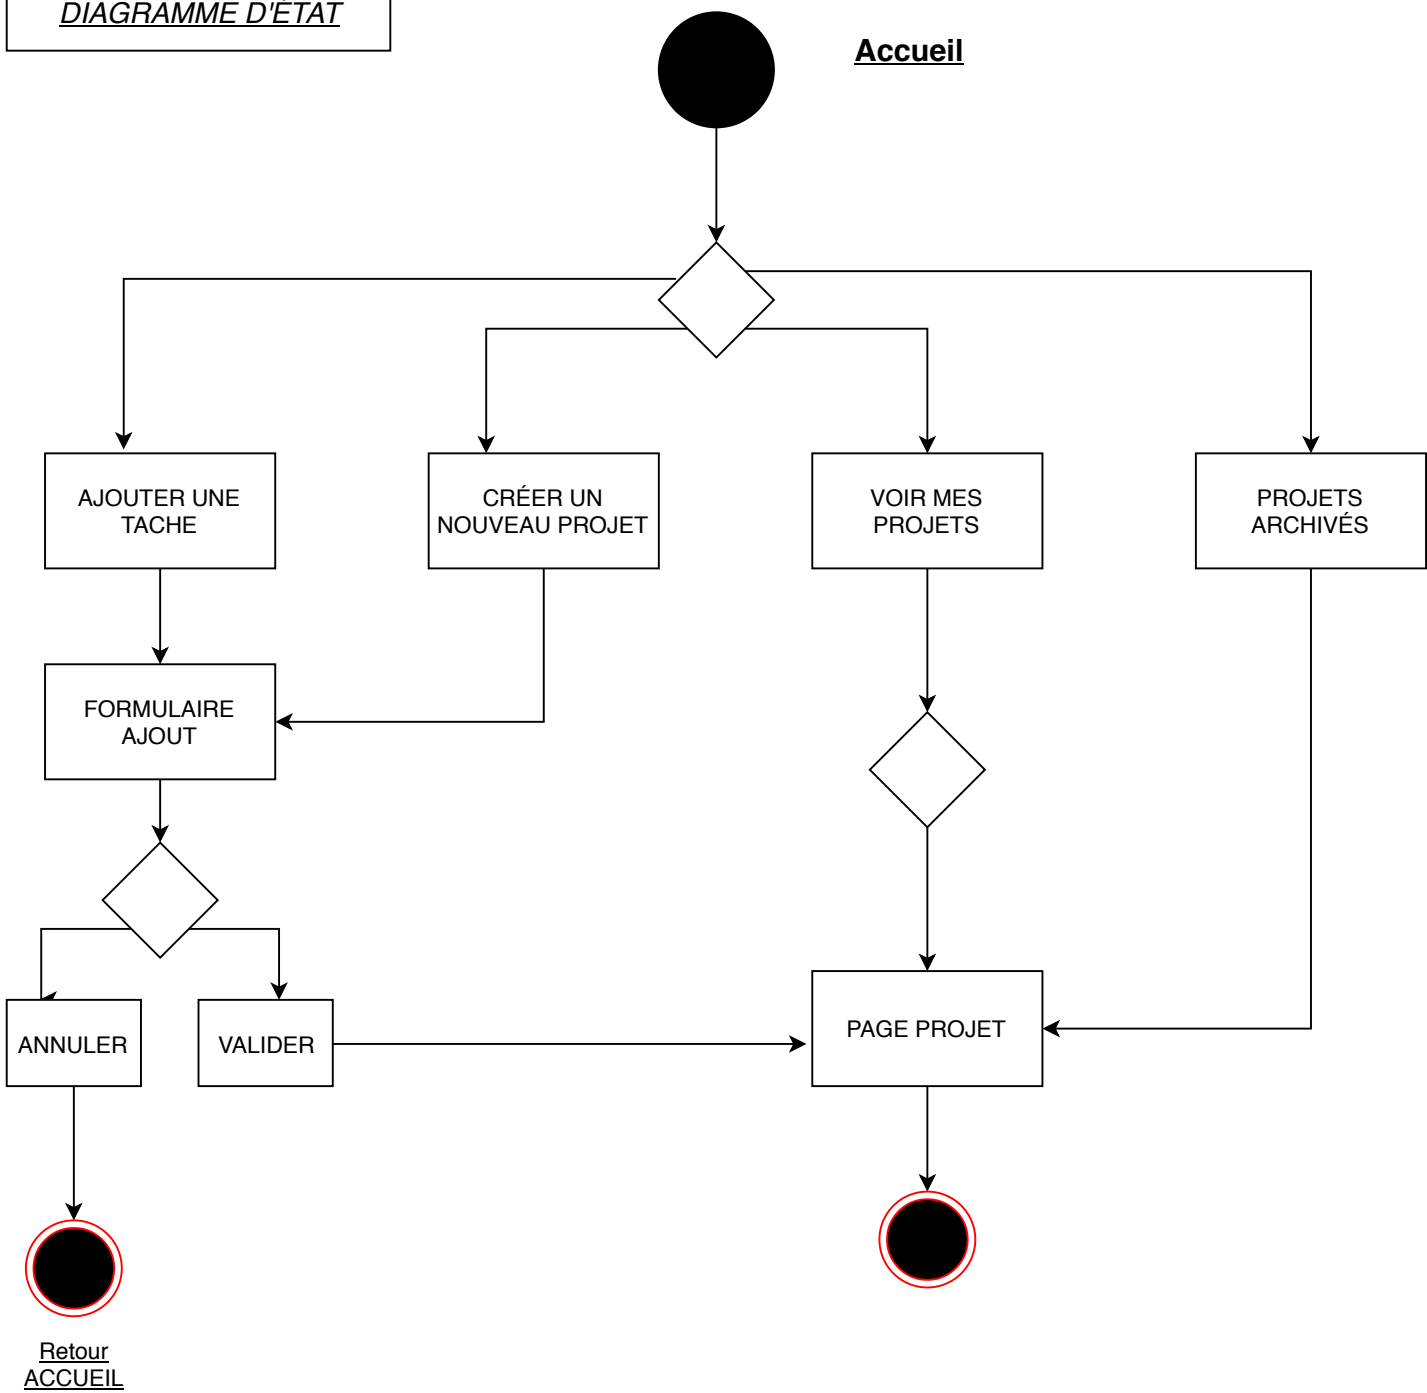 DIAGRAMME D'ÉTAT
Accueil
AJOUTER UNE
TACHE
CRÉER UN
NOUVEAU PROJET
VOIR MES
PROJETS
PROJETS
ARCHIVÉS
FORMULAIRE
AJOUT
ANNULER
VALIDER
PAGE PROJET
Retour
ACCUEIL